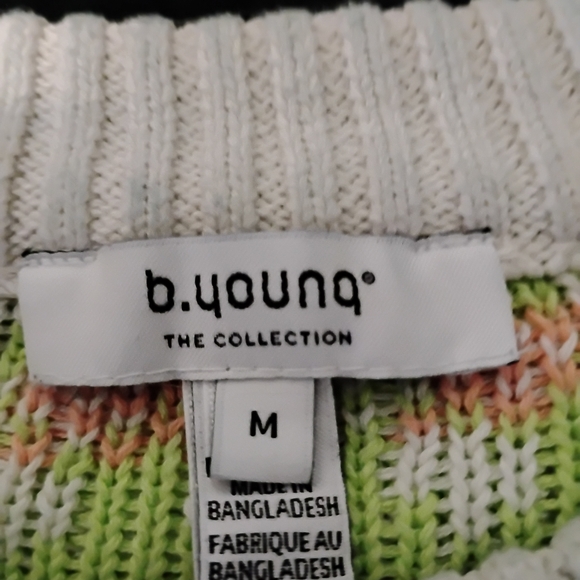 b.young®
THE COLLECTION
M
MADE IN
BANGLADESH
FABRIQUE AU
BANGLADESH